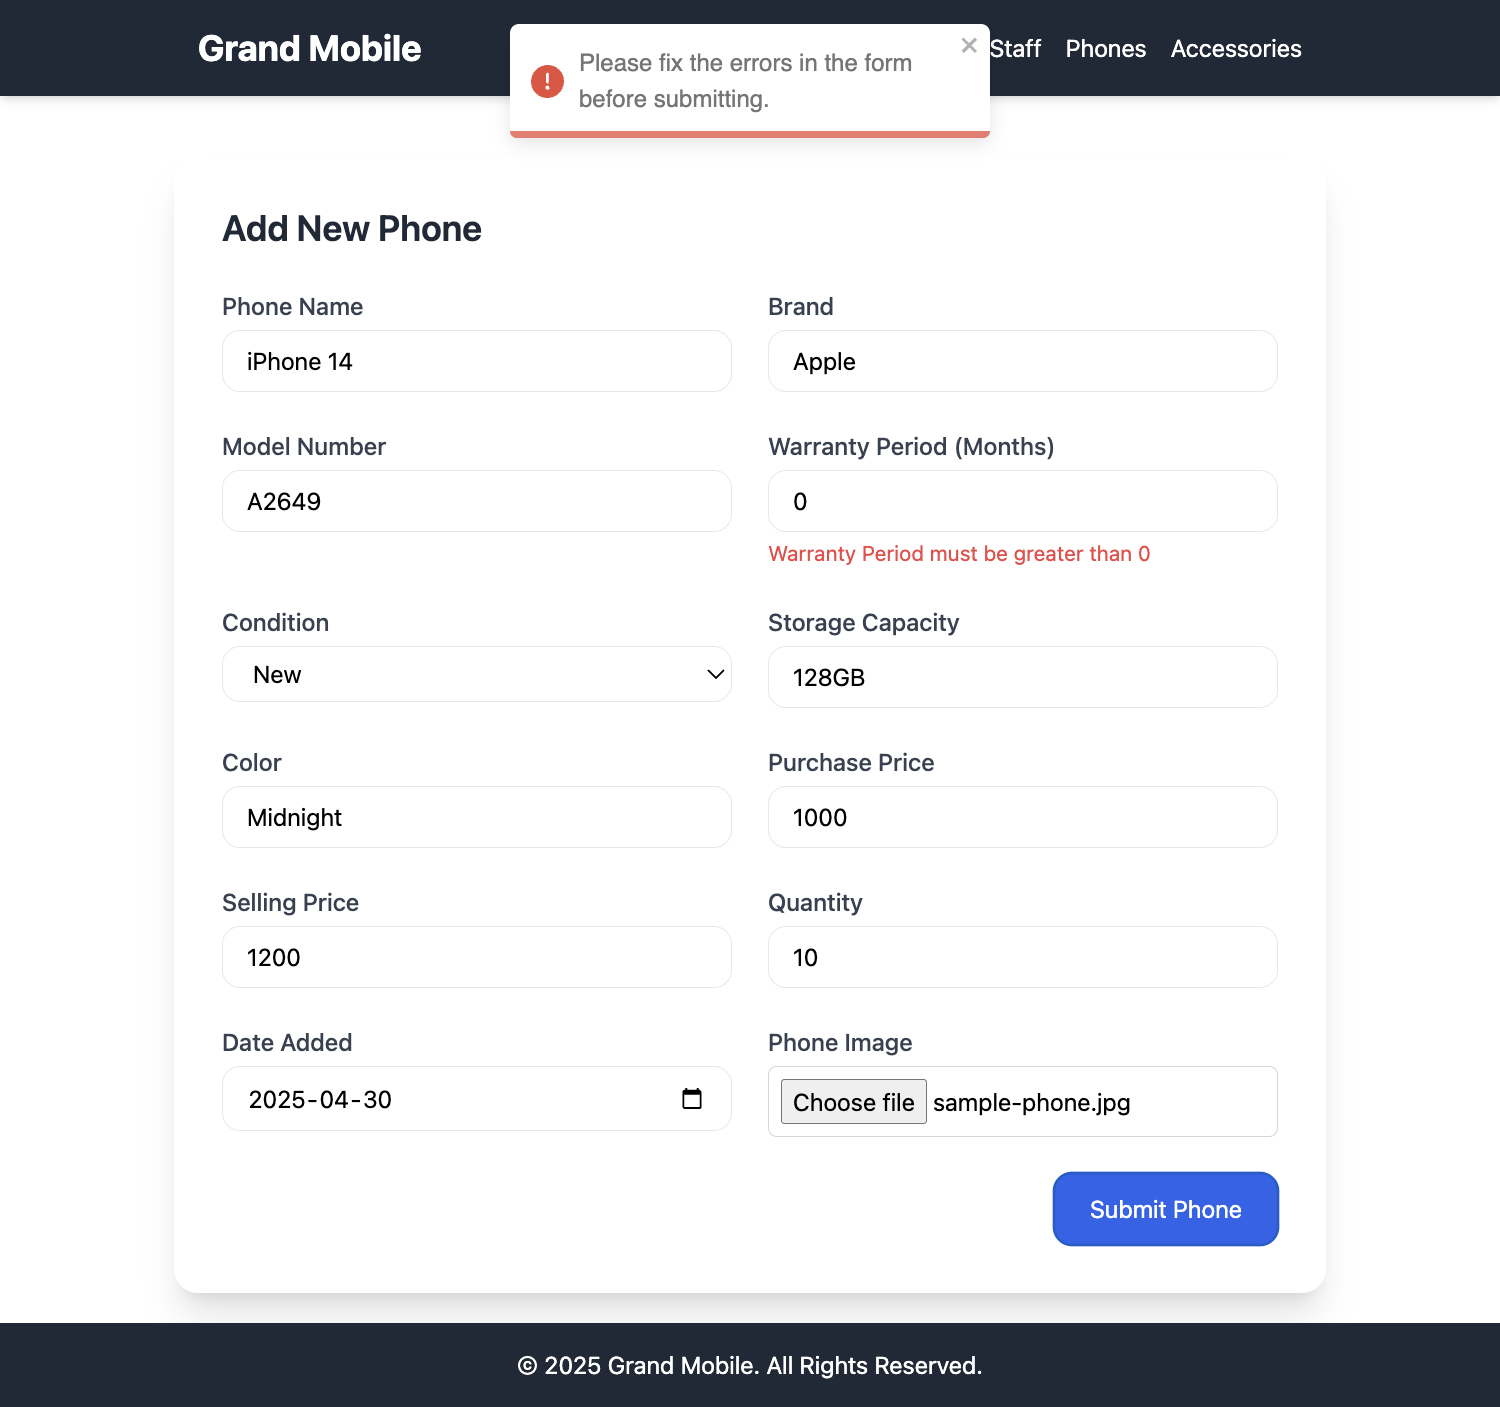 Grand Mobile
Staff Phones Accessories
Please fix the errors in the form
before submitting.
Add New Phone
Phone Name
iPhone 14
Brand
Apple
Model Number
A2649
Warranty Period (Months)
0
Warranty Period must be greater than 0
Condition
New
Storage Capacity
128GB
Color
Midnight
Purchase Price
1000
Selling Price
1200
Quantity
10
Date Added
2025-04-30
Phone Image
Choose file sample-phone.jpg
Submit Phone
© 2025 Grand Mobile. All Rights Reserved.